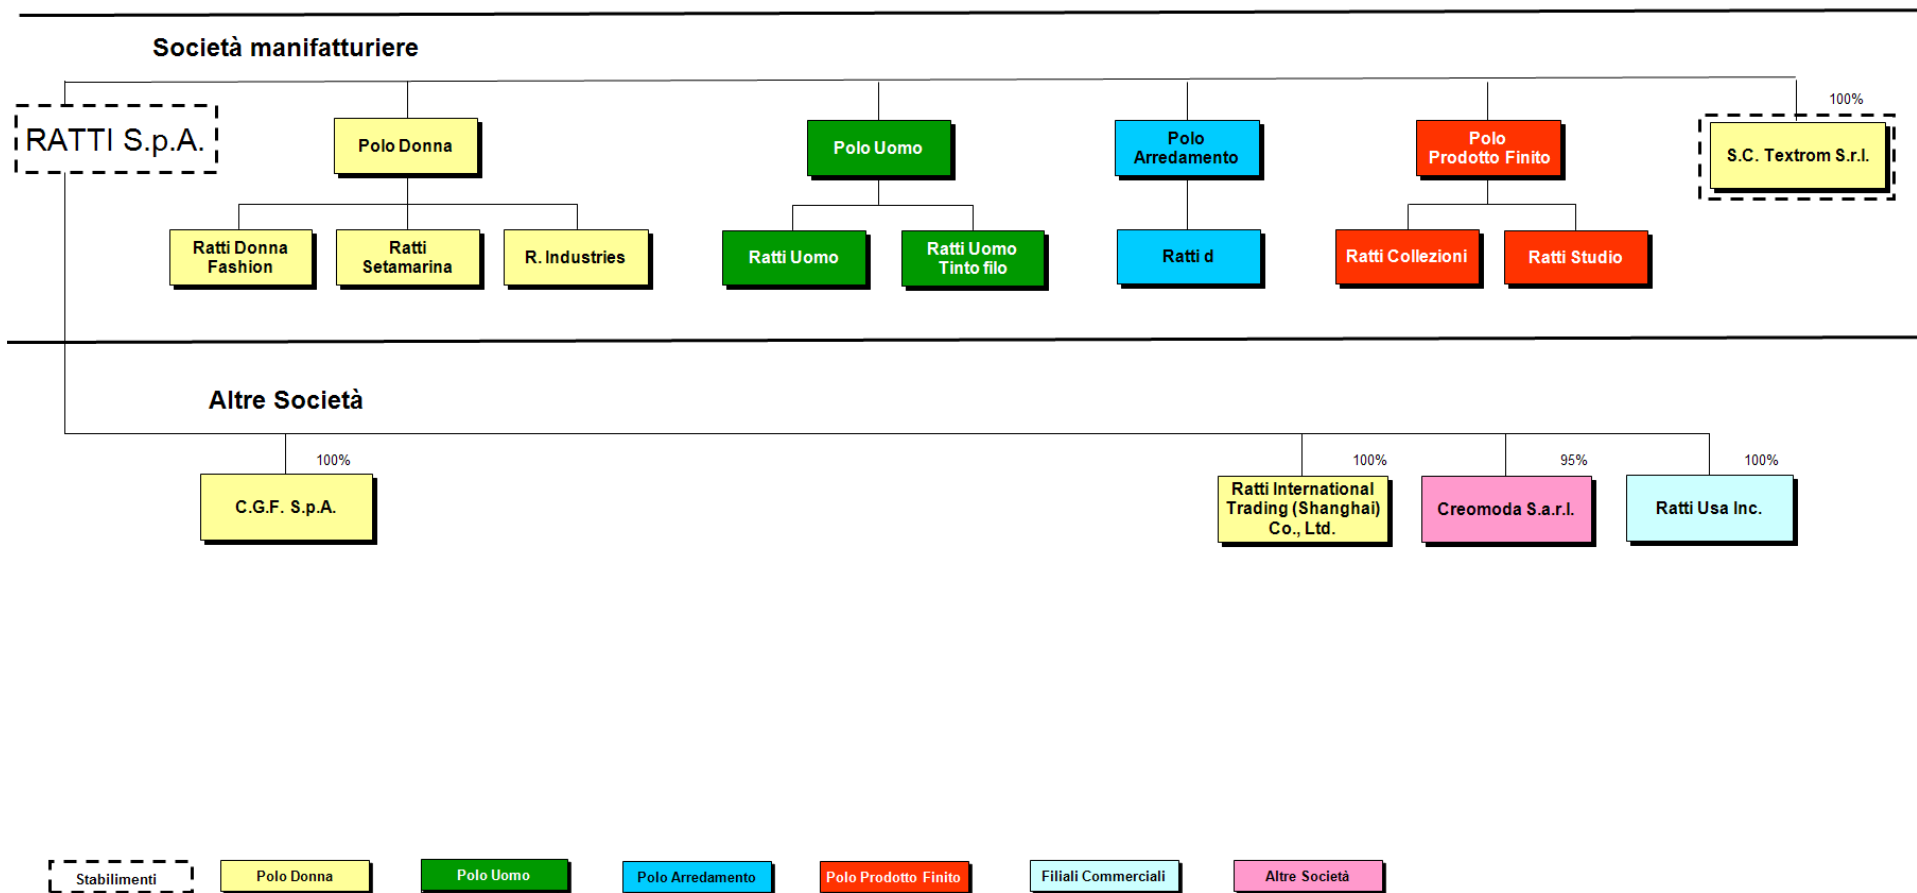 Società manifatturiere
100%
RATTI S.p.A.
Polo Donna
Polo Uomo
Polo
Arredamento
Polo
Prodotto Finito
S.C. Textrom S.r.l.
Ratti Donna
Fashion
Ratti
Setamarina
R. Industries
Ratti Uomo
Ratti Uomo
Tinto filo
Ratti d
Ratti Collezioni
Ratti Studio
Altre Società
100%
100%
95%
100%
C.G.F. S.p.A.
Ratti International
Trading (Shanghai)
Co., Ltd.
Creomoda S.a.r.l.
Ratti Usa Inc.
Stabilimenti
Polo Donna
Polo Uomo
Polo Arredamento
Polo Prodotto Finito
Filiali Commerciali
Altre Società